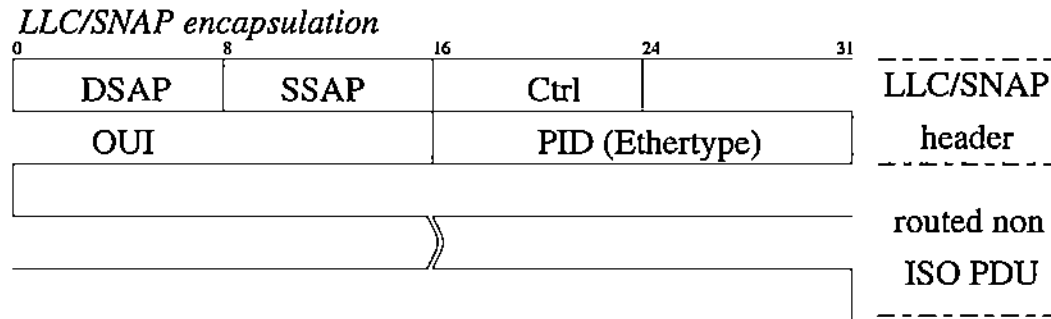 LLC/SNAP encapsulation
0 8 16 24 31
DSAP SSAP Ctrl LLC/SNAP
OUI PID (Ethertype) header
routed non
ISO PDU